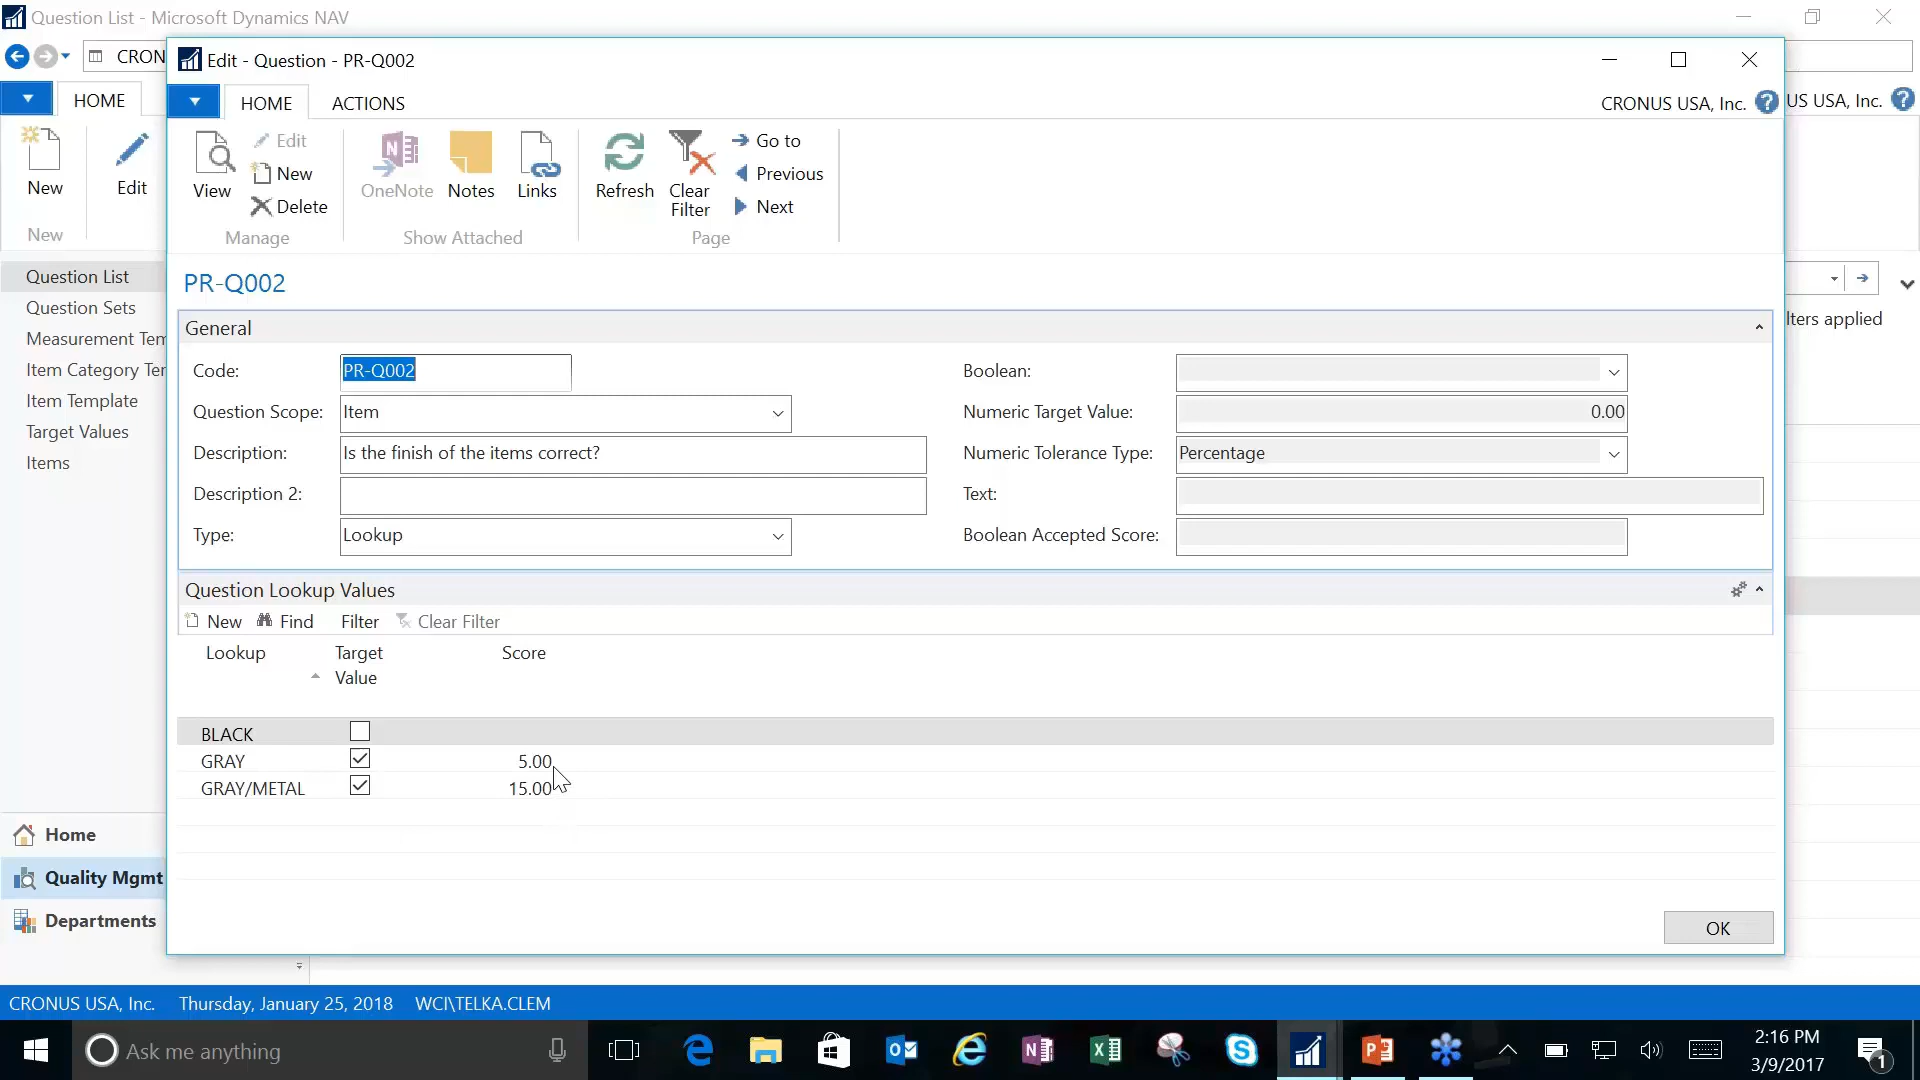 Question List - Microsoft Dynamics NAV
CRON
Edit - Question - PR-Q002
HOME
HOME
ACTIONS
CRONUS USA, Inc.
US USA, Inc.
New
Edit
New
View
Edit
New
Delete
Manage
OneNote
Notes
Links
Show Attached
Refresh
Clear
Filter
Go to
Previous
Next
Page
Question List
Question Sets
Measurement Tem
Item Category Ter
Item Template
Target Values
Items
lters applied
PR-Q002
General
Code: PR-Q002
Question Scope: Item
Description: Is the finish of the items correct?
Description 2:
Type: Lookup
Boolean:
Numeric Target Value: 0.00
Numeric Tolerance Type: Percentage
Text:
Boolean Accepted Score:
Question Lookup Values
New Find Filter Clear Filter
Lookup Target Value Score
BLACK
GRAY 5.00
GRAY/METAL 15.00
OK
Home
Quality Mgmt
Departments
CRONUS USA, Inc. Thursday, January 25, 2018 WCI\TELKA.CLEM
Ask me anything
2:16 PM
3/9/2017
1